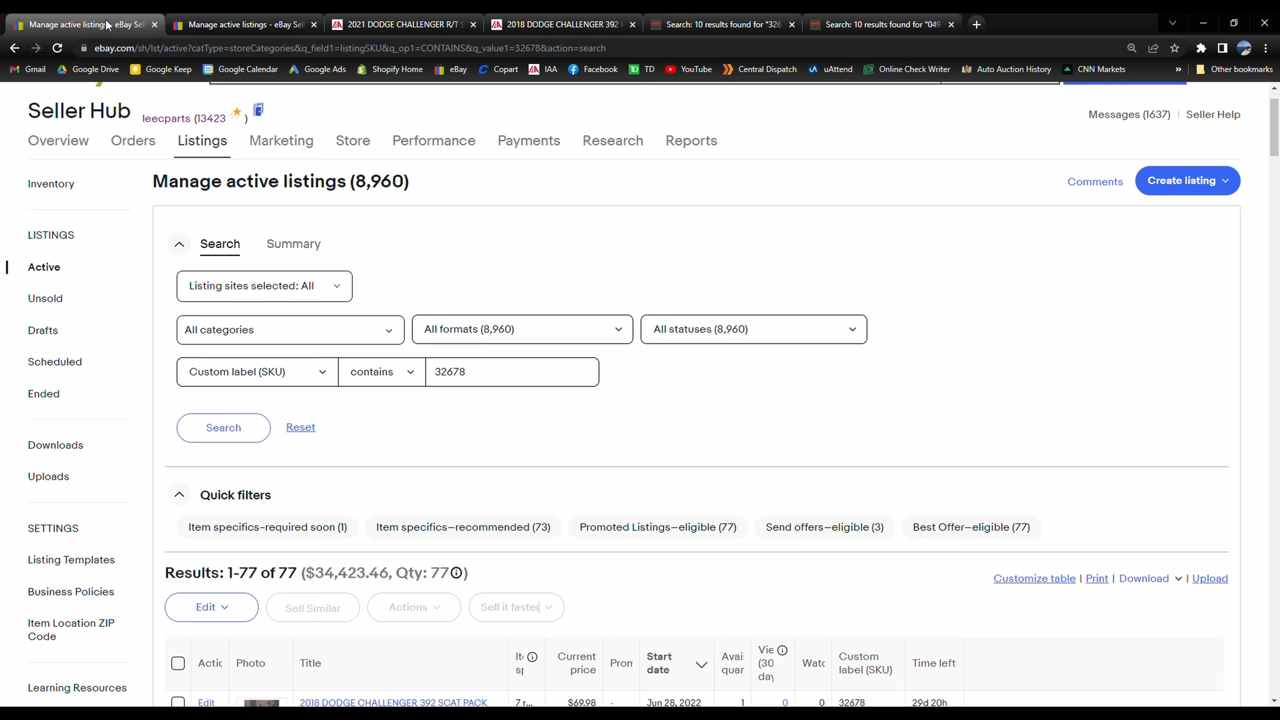 Manage active listings - eBay Sel
Manage active listings - eBay Sel
2021 DODGE CHALLENGER R/T S
2018 DODGE CHALLENGER 392
Search: 10 results found for "326
Search: 10 results found for "049
ebay.com/sh/lst/active?catType=storeCategories&q_field1=listingSKU&q_op1=CONTAINS&q_value1=32678&action=search
Gmail
Google Drive
Google Keep
Google Calendar
Google Ads
Shopify Home
eBay
Copart
IAA
Facebook
TD
YouTube
Central Dispatch
uAttend
Online Check Writer
Auto Auction History
CNN Markets
»
Other bookmarks
Seller Hub
leecparts (13423 )
Messages (1637) | Seller Help
Overview
Orders
Listings
Marketing
Store
Performance
Payments
Research
Reports
Inventory
LISTINGS
Active
Unsold
Drafts
Scheduled
Ended
Downloads
Uploads
SETTINGS
Listing Templates
Business Policies
Item Location ZIP
Code
Learning Resources
Manage active listings (8,960)
Comments
Create listing
Search
Summary
Listing sites selected: All
All categories
All formats (8,960)
All statuses (8,960)
Custom label (SKU)
contains
32678
Search
Reset
Quick filters
Item specifics-required soon (1)
Item specifics—recommended (73)
Promoted Listings—eligible (77)
Send offers—eligible (3)
Best Offer—eligible (77)
Results: 1-77 of 77 ($34,423.46, Qty: 77)
Customize table | Print | Download | Upload
Edit
Sell Similar
Actions
Sell it faster
Actic
Photo
Title
Ite
sp
Current
price
Pron
Start
date
Avai
quar
Vie
(30
day
Watc
Custom
label (SKU)
Time left
Edit
2018 DODGE CHALLENGER 392 SCAT PACK
7 r...
$69.98
-
Jun 28, 2022
1
0
0
32678
29d 20h